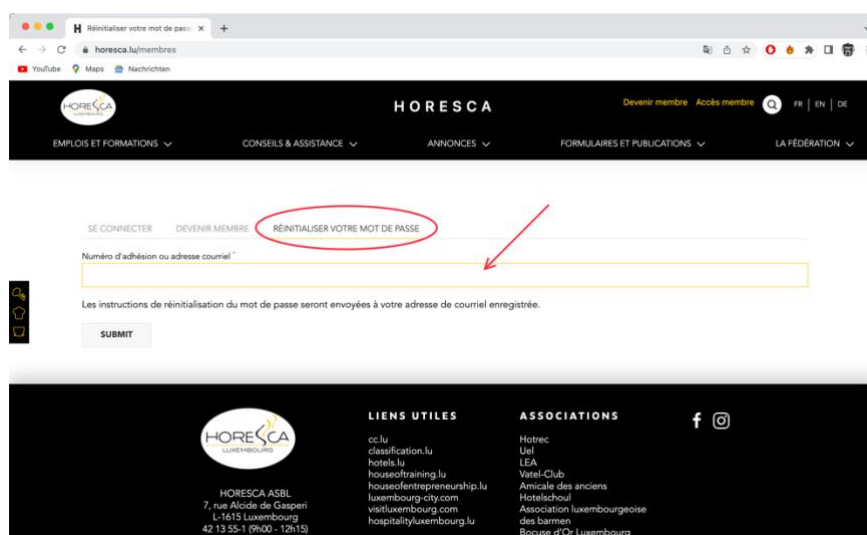 Réinitialiser votre mot de pass
horesca.lu/membres
YouTube Maps Nachrichten
HORESCA
LUXEMBOURG
HORESCA
Devenir membre Accès membre FR | EN | DE
EMPLOIS ET FORMATIONS CONSEILS & ASSISTANCE ANNONCES FORMULAIRES ET PUBLICATIONS LA FÉDÉRATION
SE CONNECTER DEVENIR MEMBRE RÉINITIALISER VOTRE MOT DE PASSE
Numéro d'adhésion ou adresse courriel *
Les instructions de réinitialisation du mot de passe seront envoyées à votre adresse de courriel enregistrée.
SUBMIT
HORESCA
LUXEMBOURG
HORESCA ASBL
7, rue Alcide de Gasperi
L-1615 Luxembourg
42 13 55-1 (9h00 - 12h15)
LIENS UTILES
cc.lu
classification.lu
hotels.lu
houseoftraining.lu
houseofentrepreneurship.lu
luxembourg-city.com
visitluxembourg.com
hospitalityluxembourg.lu
ASSOCIATIONS
Hotrec
Uel
LEA
Vatel-Club
Amicale des anciens
Hotelschoul
Association luxembourgeoise
des barmen
Bocuse d'Or Luxembourg